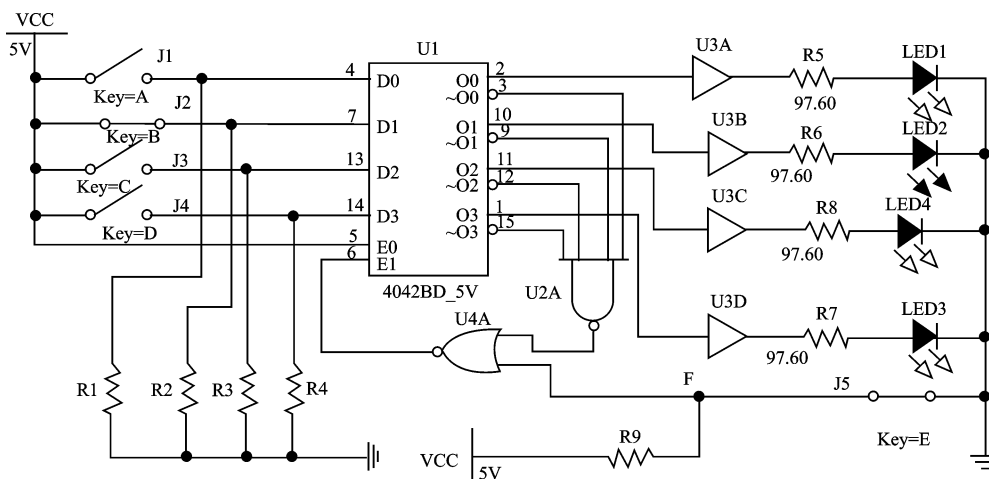 VCC
5V
J1
Key=A
J2
Key=B
J3
Key=C
J4
Key=D
U1
4
D0
7
D1
13
D2
14
D3
5
E0
6
E1
O0
2
~O0
3
O1
10
~O1
9
O2
11
~O2
12
O3
1
~O3
15
4042BD_5V
U2A
U4A
U3A
R5
97.60
LED1
U3B
R6
97.60
LED2
U3C
R8
97.60
LED4
U3D
R7
97.60
LED3
R1
R2
R3
R4
F
J5
Key=E
VCC
5V
R9